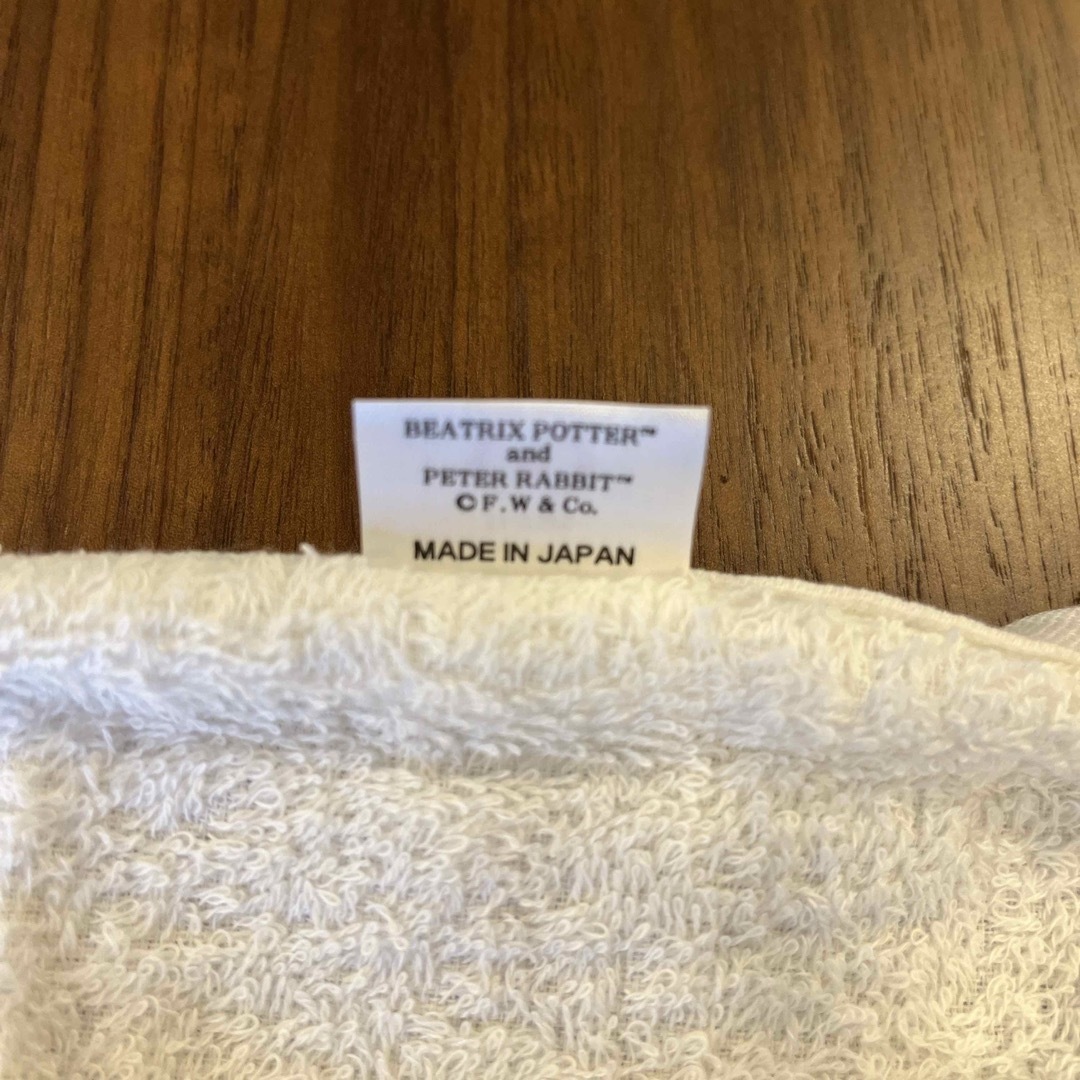 BEATRIX POTTER™
and
PETER RABBIT™
© F.W & Co.
MADE IN JAPAN